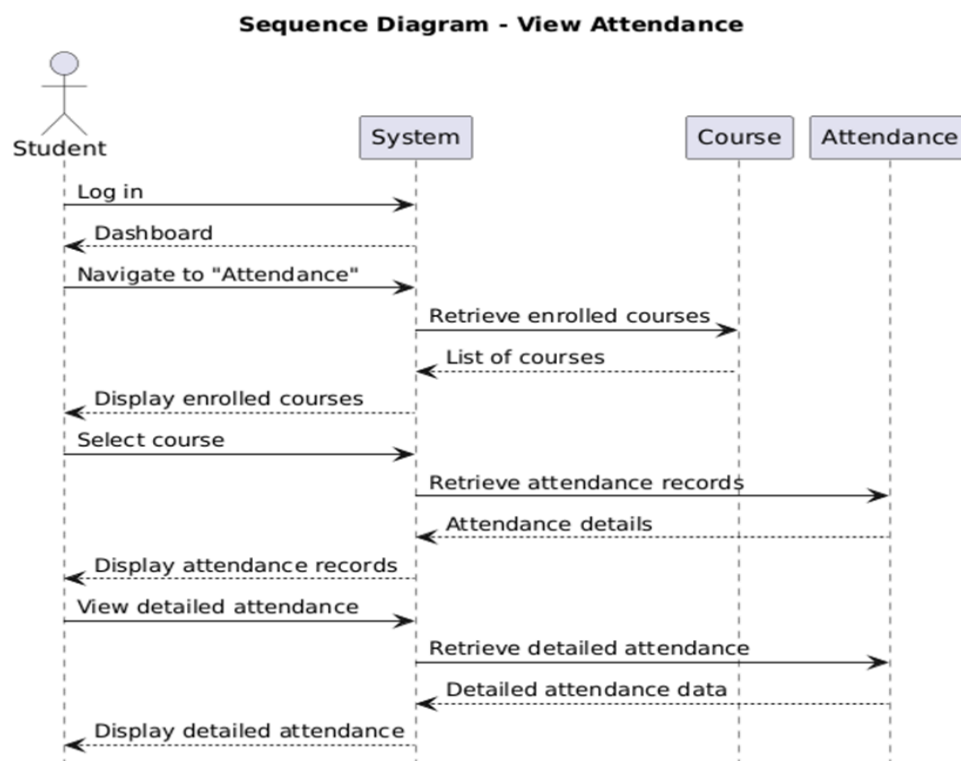 Sequence Diagram - View Attendance
Student
System
Course
Attendance
Log in
Dashboard
Navigate to "Attendance"
Retrieve enrolled courses
List of courses
Display enrolled courses
Select course
Retrieve attendance records
Attendance details
Display attendance records
View detailed attendance
Retrieve detailed attendance
Detailed attendance data
Display detailed attendance